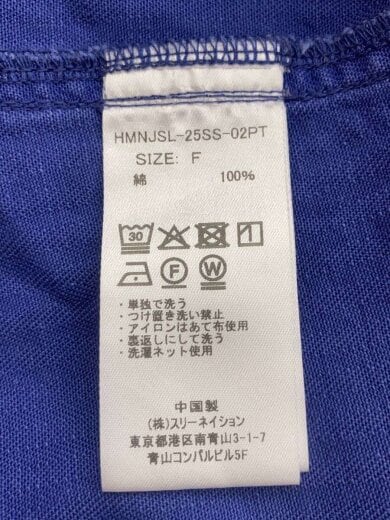 HMNJSL-25SS-02PT
SIZE: F
綿 100%
30
F W
・単独で洗う
・つけ置き洗い禁止
・アイロンはあて布使用
・裏返しにして洗う
・洗濯ネット使用
中国製
(株)スリーネイション
東京都港区南青山3-1-7
青山コンパルビル5F